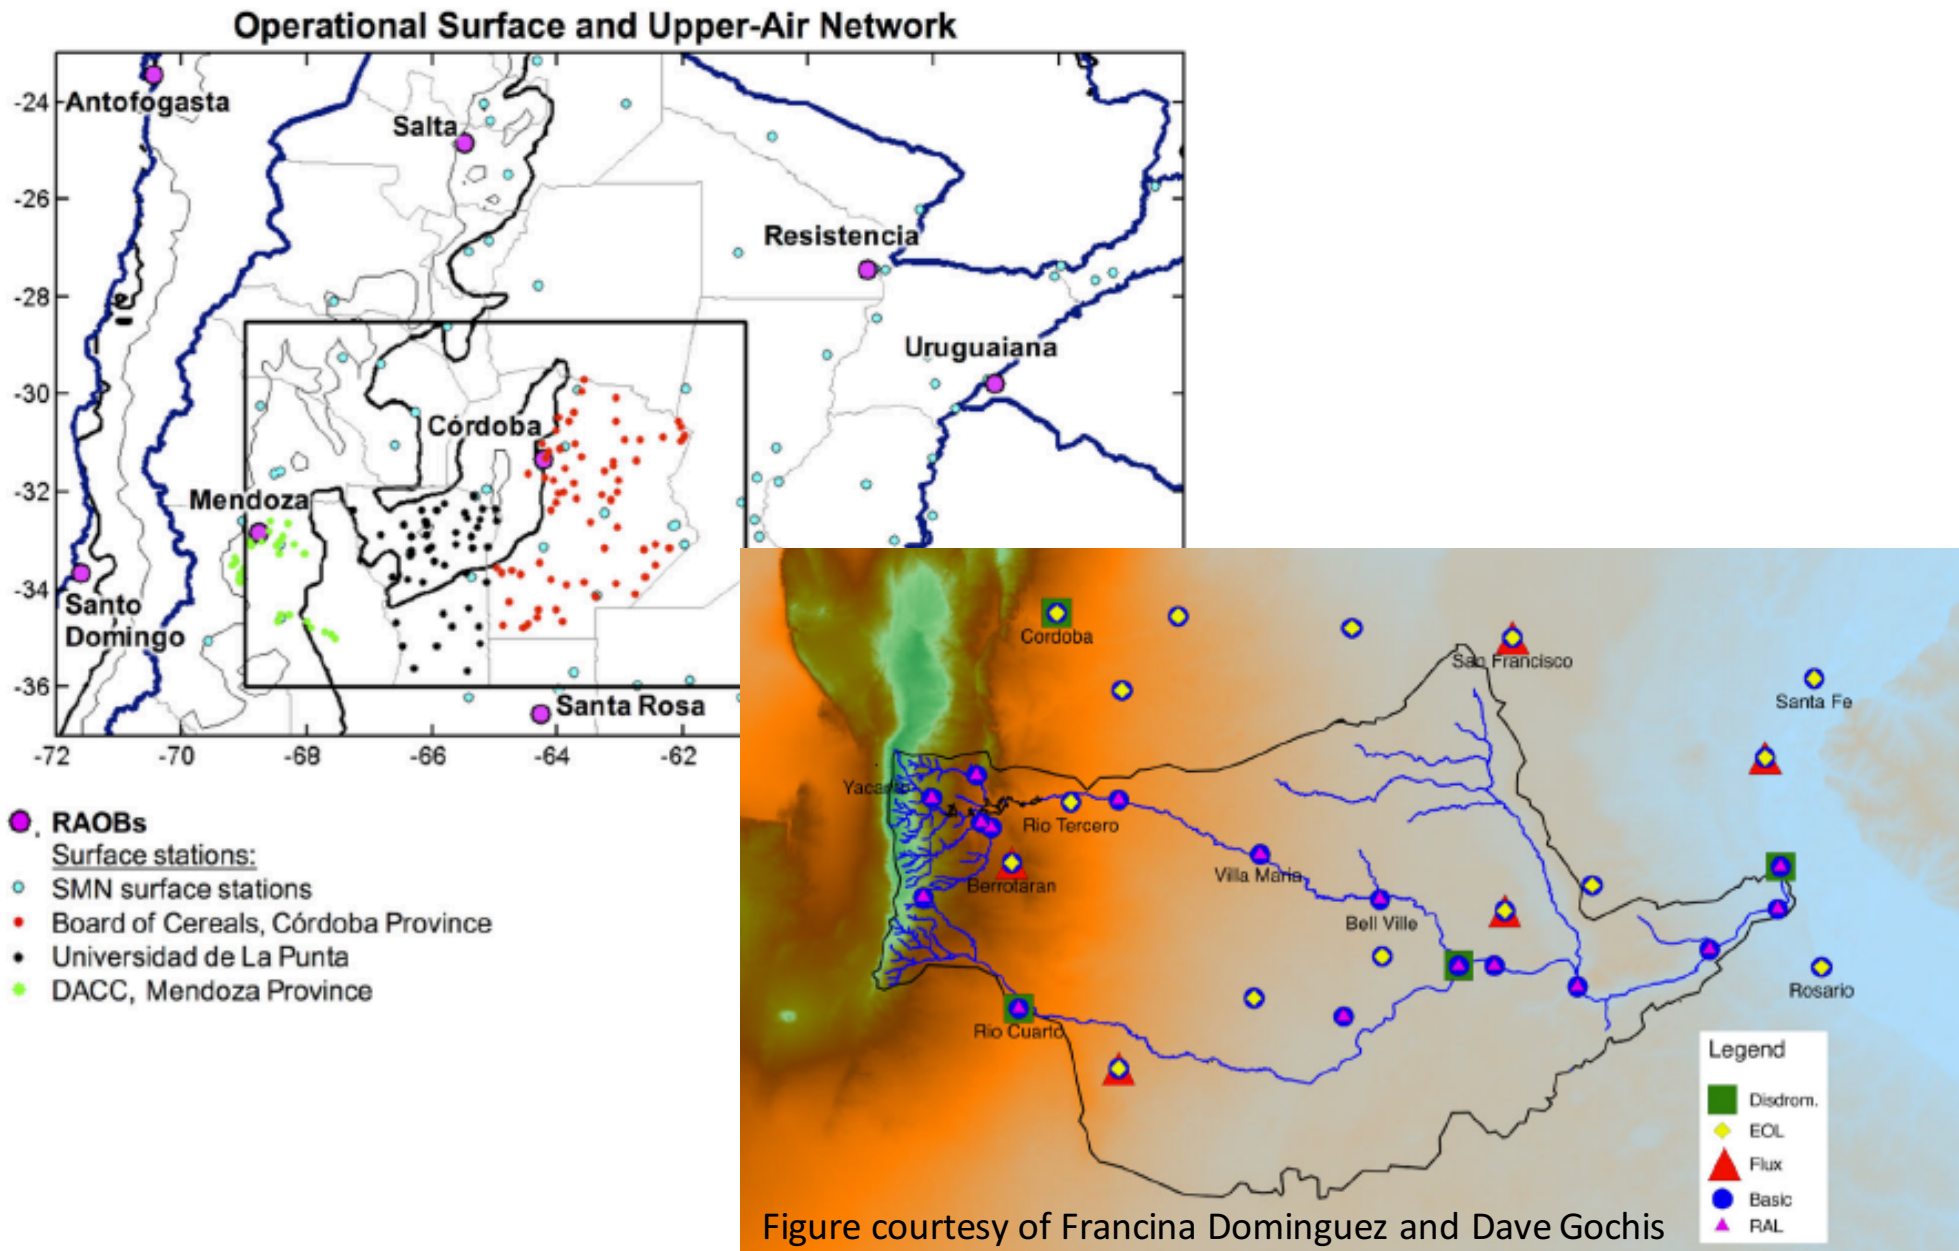 Operational Surface and Upper-Air Network
-24
-26
-28
-30
-32
-34
-36
Antofogasta
Salta
Resistencia
Uruguaiana
Córdoba
Mendoza
Santo
Domingo
Santa Rosa
-72
-70
-68
-66
-64
-62
RAOBs
Surface stations:
SMN surface stations
Board of Cereals, Córdoba Province
Universidad de La Punta
DACC, Mendoza Province
Cordoba
San Francisco
Santa Fe
Rio Tercero
Villa Maria
Berrotaran
Bell Ville
Rosario
Rio Cuarto
Legend
Disdrom.
EOL
Flux
Basic
RAL
Figure courtesy of Francina Dominguez and Dave Gochis